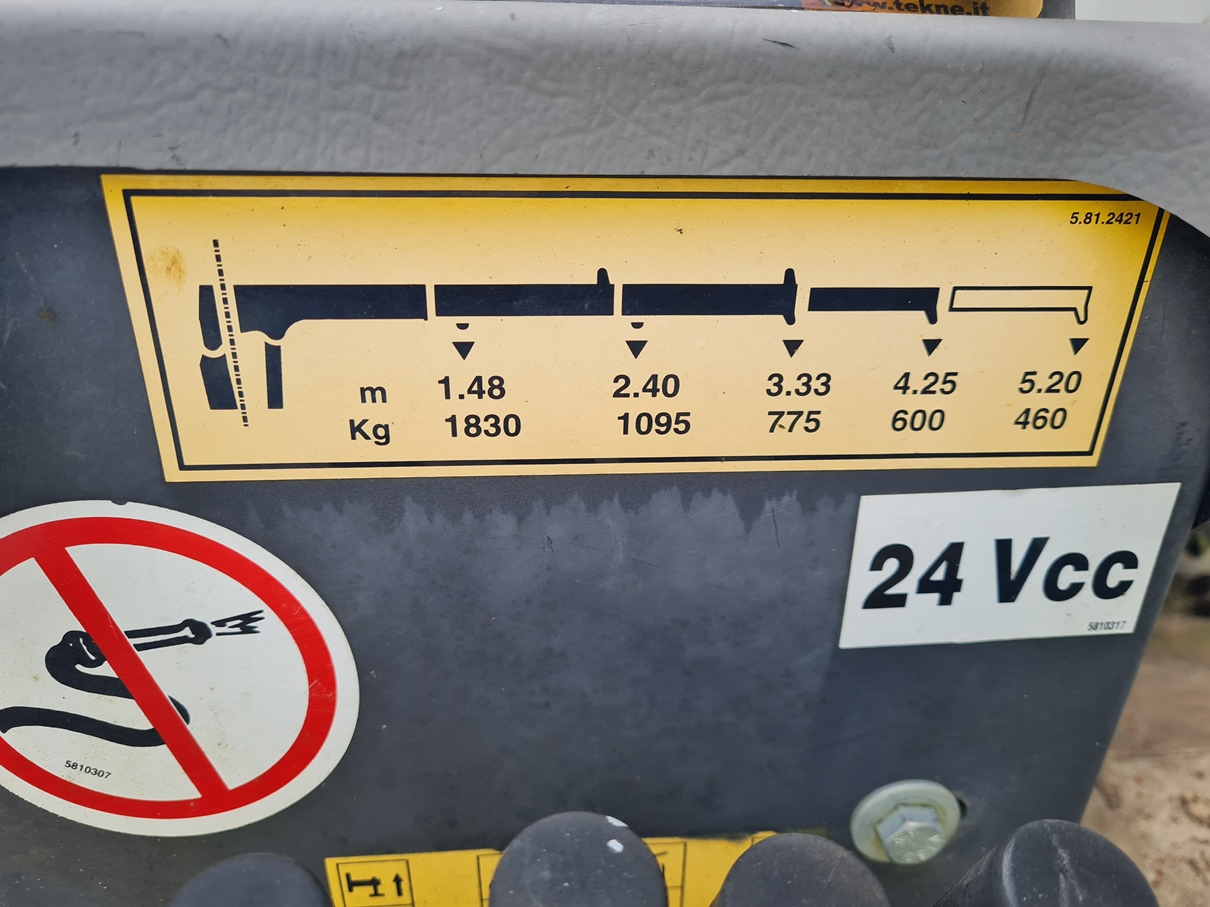 www.tekne.it
5.81.2421
m 1.48 2.40 3.33 4.25 5.20
Kg 1830 1095 775 600 460
24 Vcc
5810317
5810307